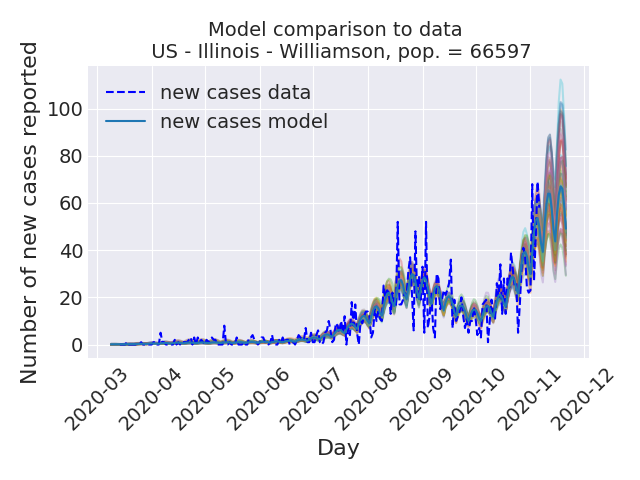 Model comparison to data
US - Illinois - Williamson, pop. = 66597
Number of new cases reported
new cases data
new cases model
100
80
60
40
20
0
2020-03
2020-04
2020-05
2020-06
2020-07
2020-08
2020-09
2020-10
2020-11
2020-12
Day